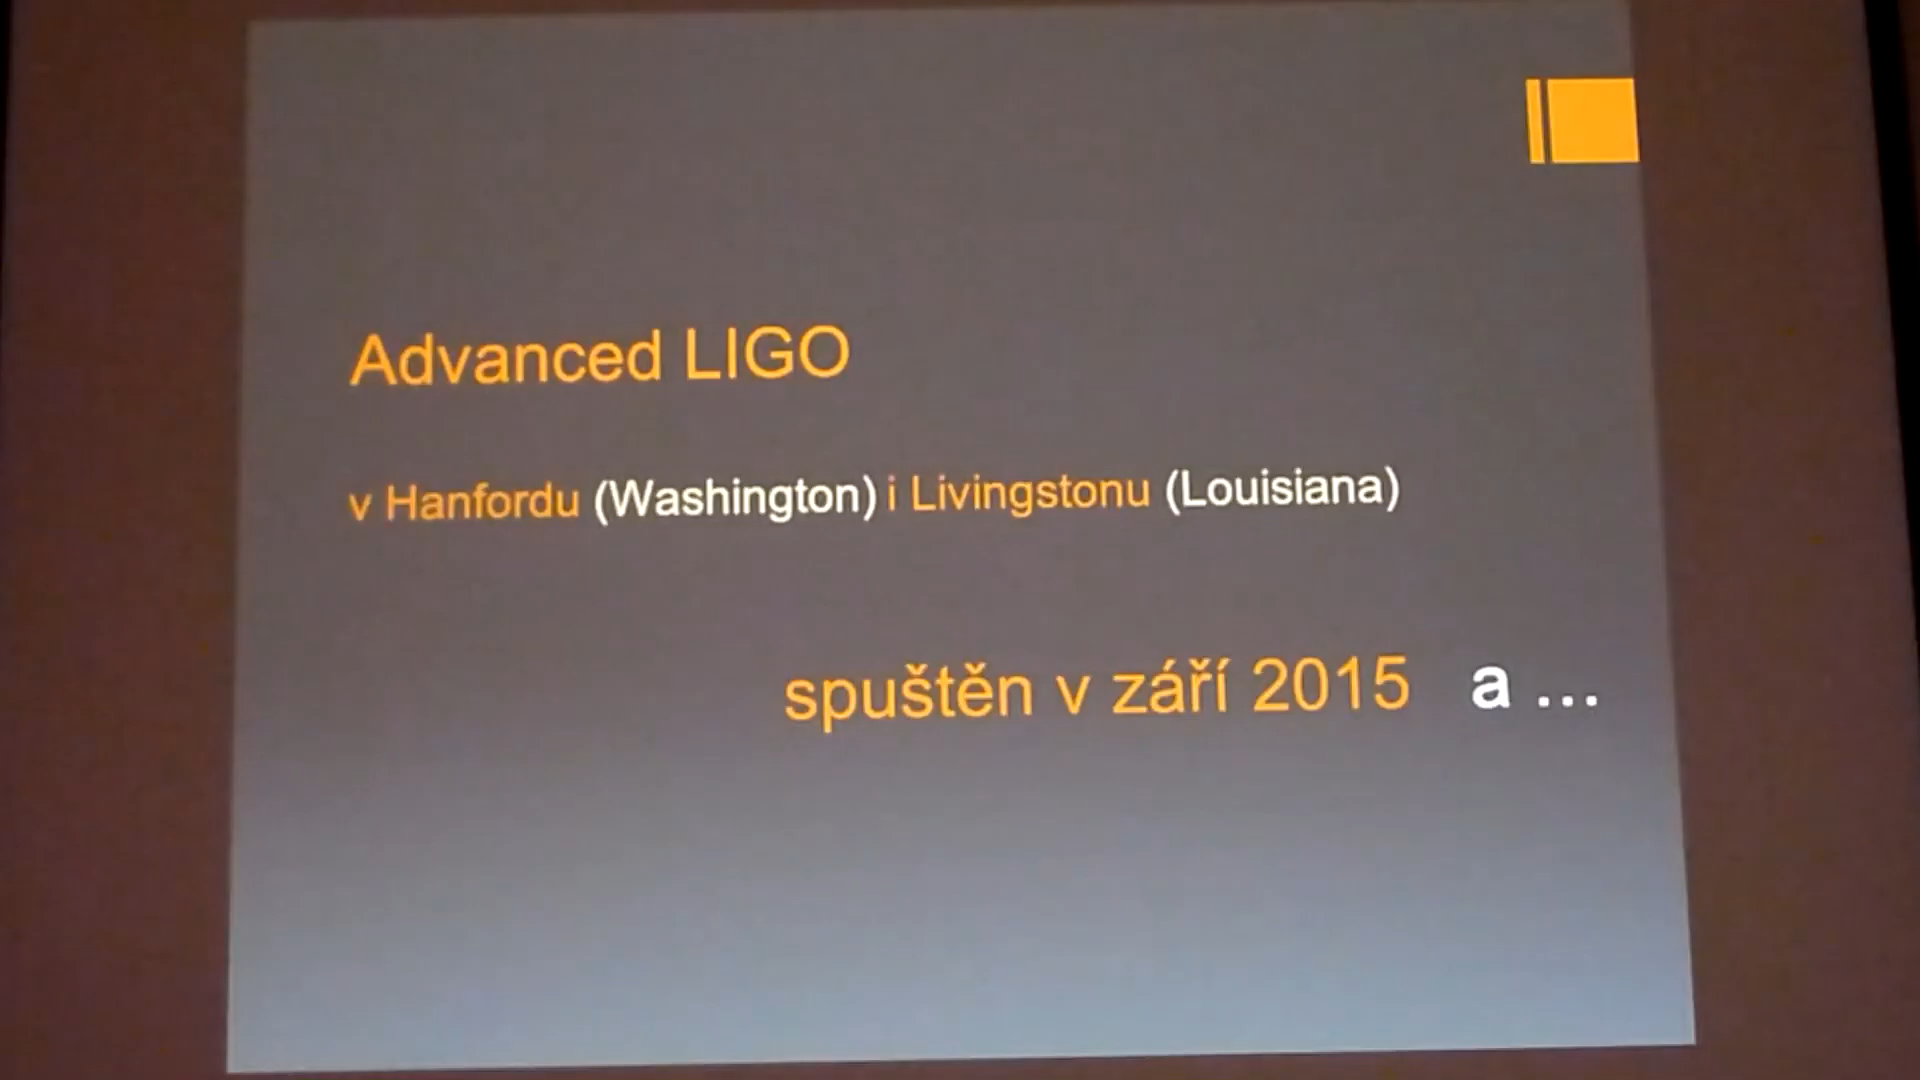 Advanced LIGO
v Hanfordu (Washington) i Livingstonu (Louisiana)
spuštěn v září 2015 a ...